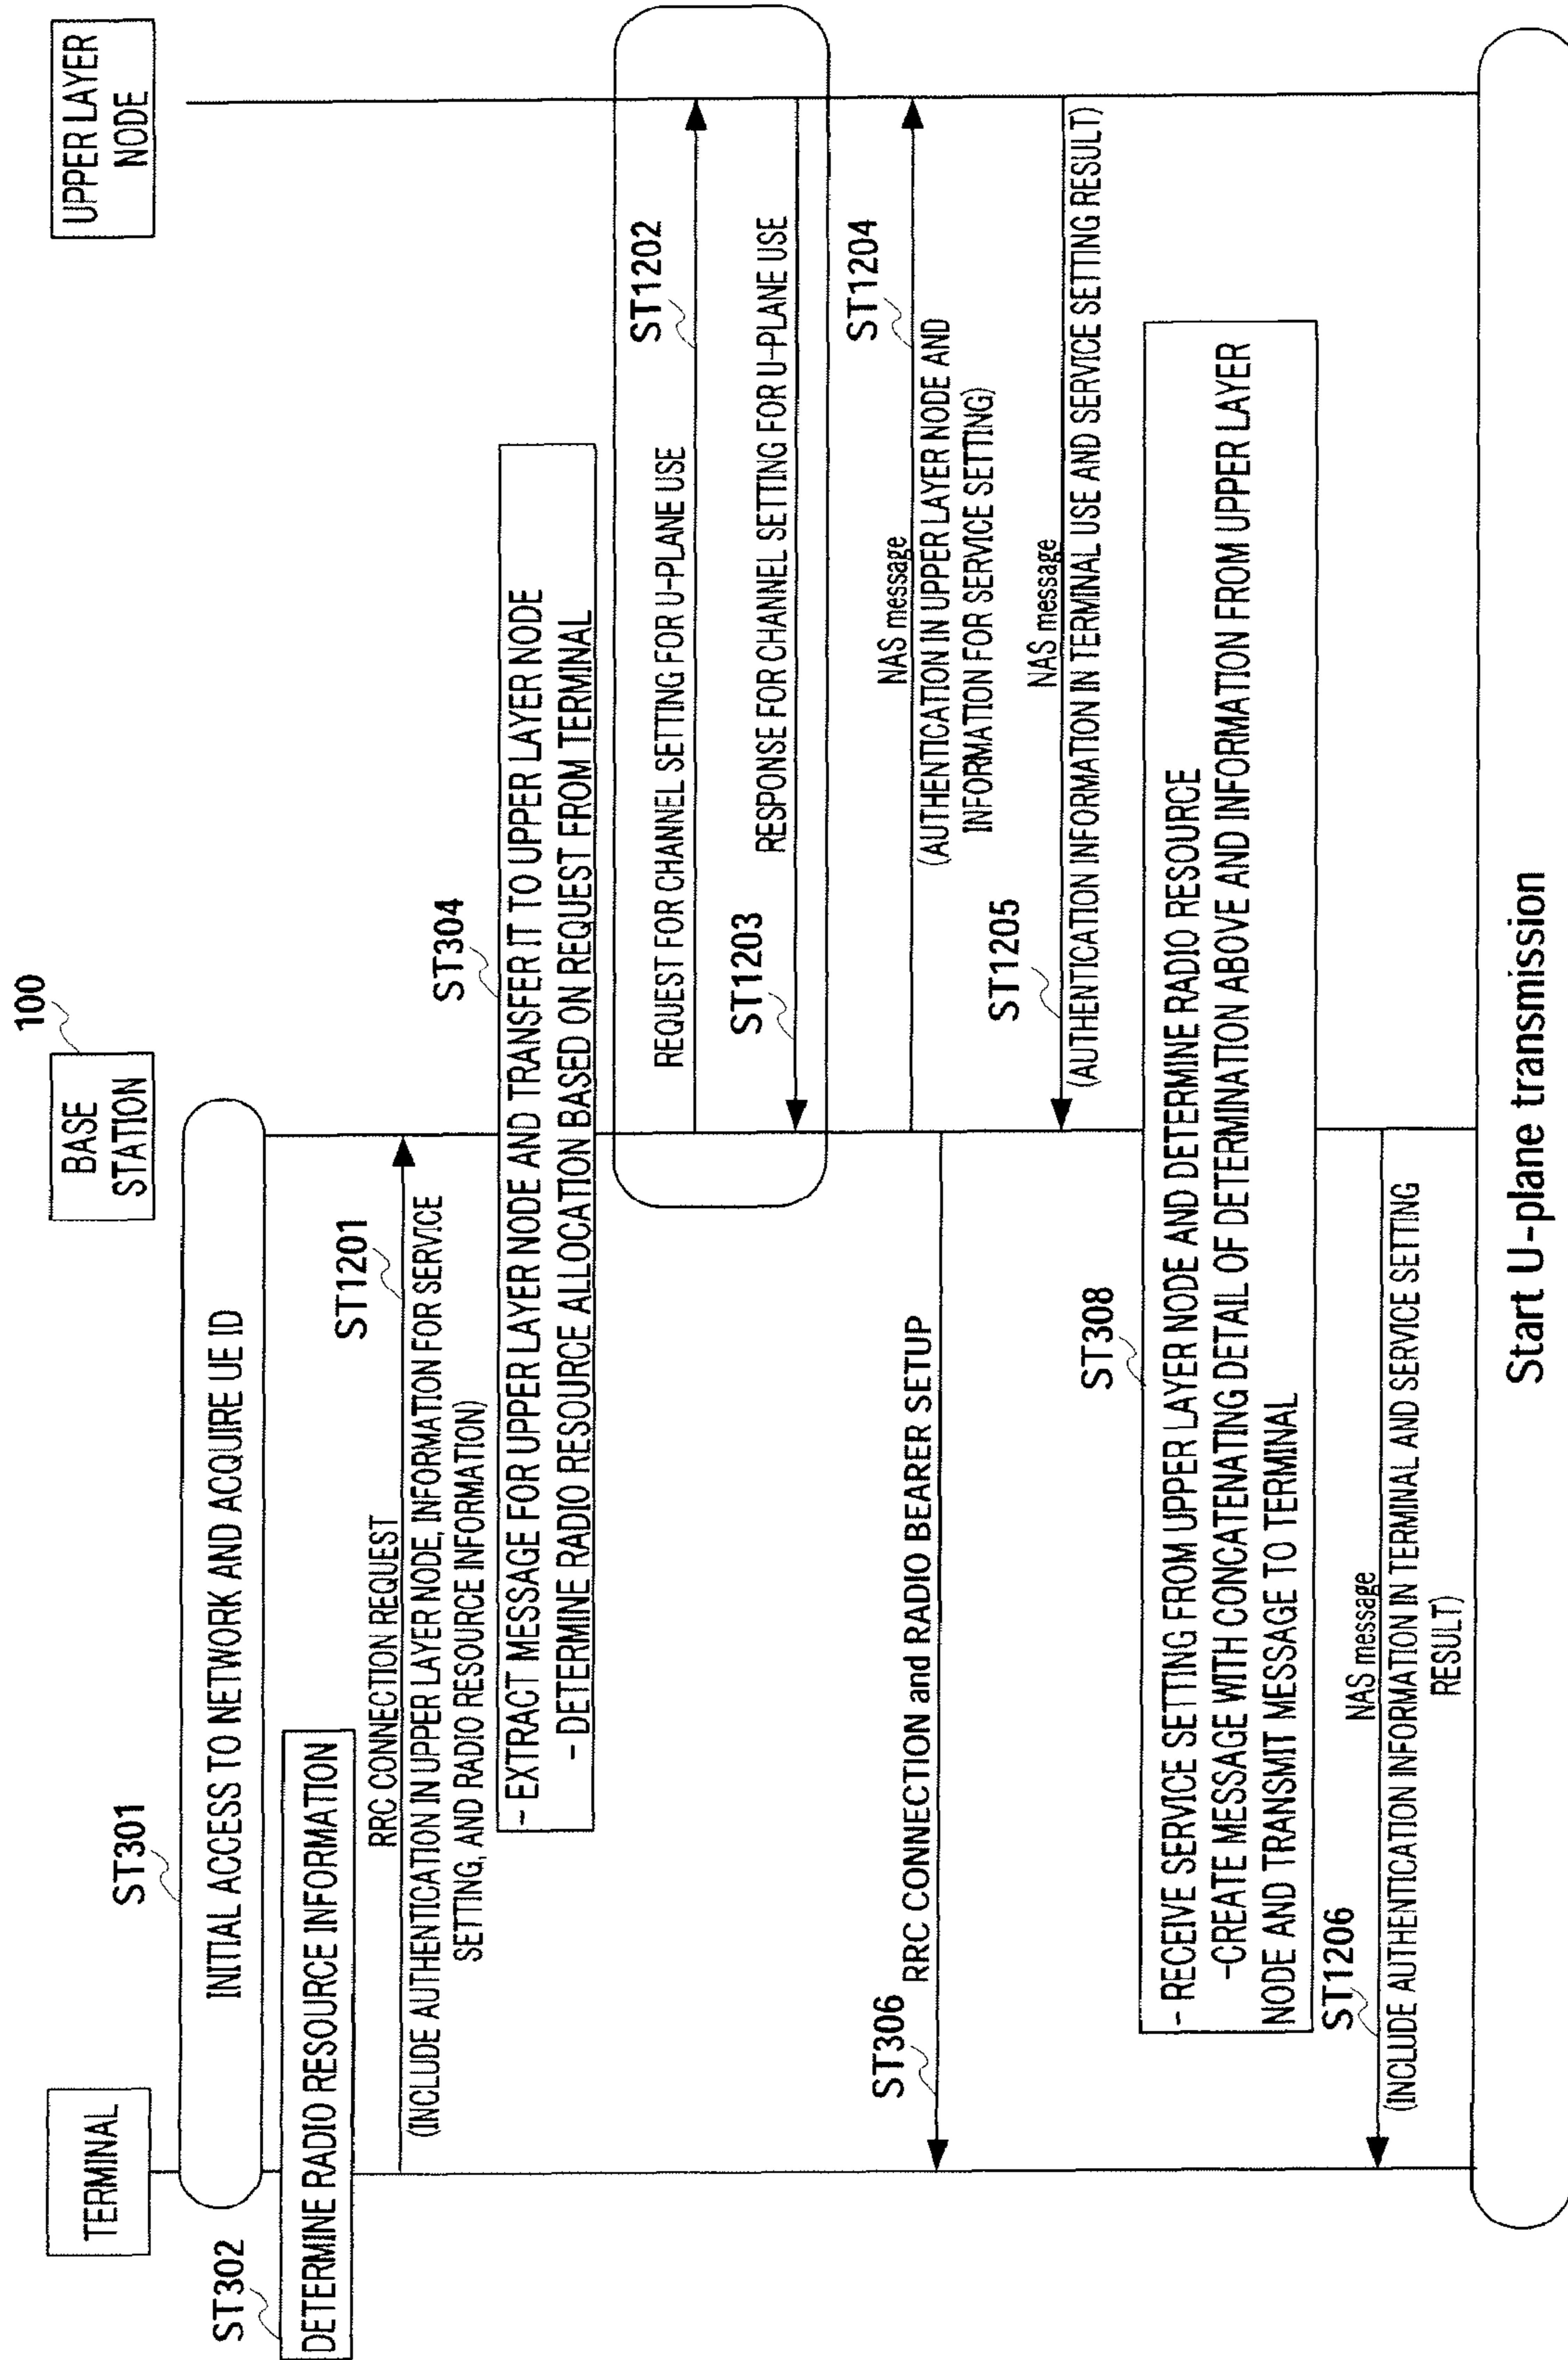 TERMINAL
BASE
STATION
100
UPPER LAYER
NODE
ST301
INITIAL ACCESS TO NETWORK AND ACQUIRE UE ID
ST302
DETERMINE RADIO RESOURCE INFORMATION
RRC CONNECTION REQUEST
ST1201
(INCLUDE AUTHENTICATION IN UPPER LAYER NODE, INFORMATION FOR SERVICE
SETTING, AND RADIO RESOURCE INFORMATION)
ST304
- EXTRACT MESSAGE FOR UPPER LAYER NODE AND TRANSFER IT TO UPPER LAYER NODE
- DETERMINE RADIO RESOURCE ALLOCATION BASED ON REQUEST FROM TERMINAL
REQUEST FOR CHANNEL SETTING FOR U-PLANE USE
ST1202
ST1203
RESPONSE FOR CHANNEL SETTING FOR U-PLANE USE
NAS message
ST1204
(AUTHENTICATION IN UPPER LAYER NODE AND
INFORMATION FOR SERVICE SETTING)
ST306
RRC CONNECTION and RADIO BEARER SETUP
ST1205
NAS message
(AUTHENTICATION INFORMATION IN TERMINAL USE AND SERVICE SETTING RESULT)
ST308
- RECEIVE SERVICE SETTING FROM UPPER LAYER NODE AND DETERMINE RADIO RESOURCE
-CREATE MESSAGE WITH CONCATENATING DETAIL OF DETERMINATION ABOVE AND INFORMATION FROM UPPER LAYER
NODE AND TRANSMIT MESSAGE TO TERMINAL
ST1206
NAS message
(INCLUDE AUTHENTICATION INFORMATION IN TERMINAL AND SERVICE SETTING
RESULT)
Start U-plane transmission